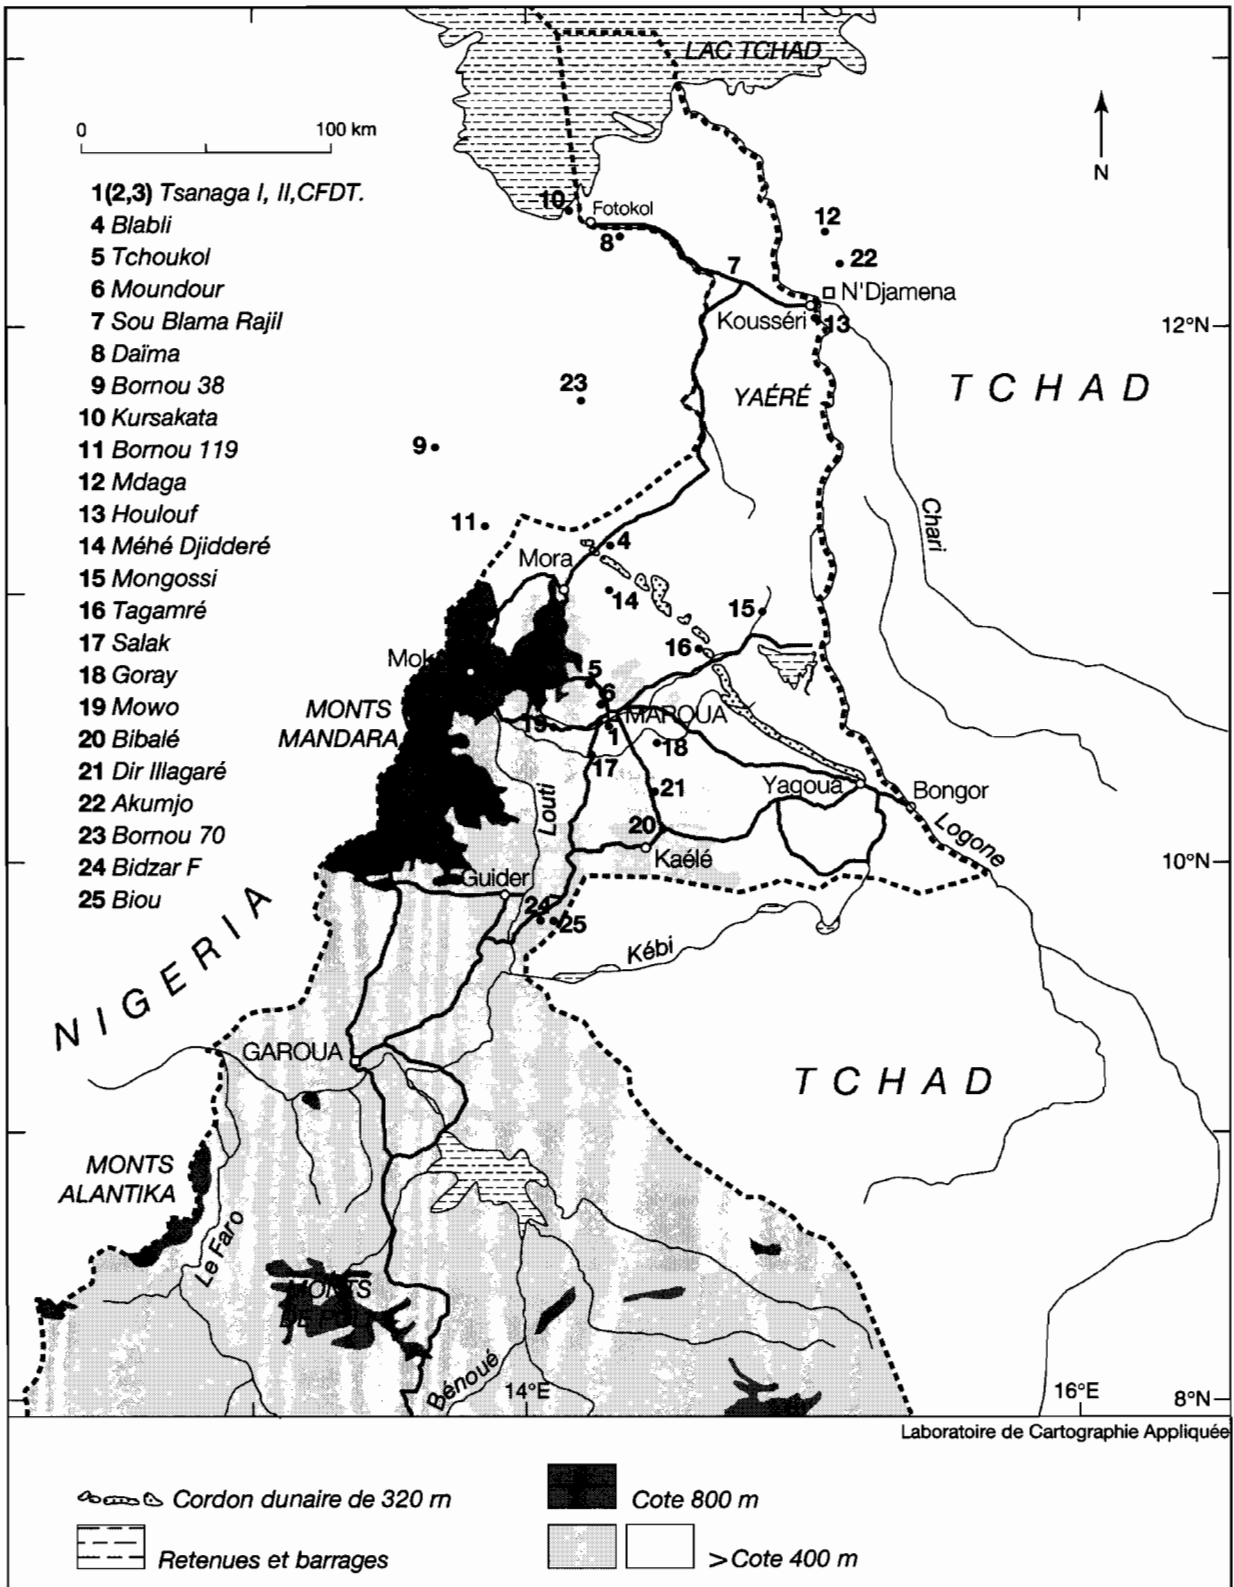 LAC TCHAD
0 100 km
N
1(2,3) Tsanaga I, II,CFDT.
4 Blabli
5 Tchoukol
6 Moundour
7 Sou Blama Rajil
8 Daïma
9 Bornou 38
10 Kursakata
11 Bornou 119
12 Mdaga
13 Houlouf
14 Méhé Djidderé
15 Mongossi
16 Tagamré
17 Salak
18 Goray
19 Mowo
20 Bibalé
21 Dir Illagaré
22 Akumjo
23 Bornou 70
24 Bidzar F
25 Biou
10
Fotokol
8
7
12
22
N'Djamena
Kousséri
13
12°N
23
YAÉRÉ
TCHAD
9
Chari
11
4
Mora
14
15
16
Mok
5
6
MONTS
MANDARA
19
MAROUA
1
18
17
21
Louti
Yagoua
Bongor
20
Logone
Kaélé
10°N
Guider
24
25
Kébi
NIGERIA
GAROUA
TCHAD
MONTS
ALANTIKA
Le Faro
MONTS
DE
Bénoué
14°E
16°E
8°N
Laboratoire de Cartographie Appliquée
Cordon dunaire de 320 m
Cote 800 m
Retenues et barrages
>Cote 400 m